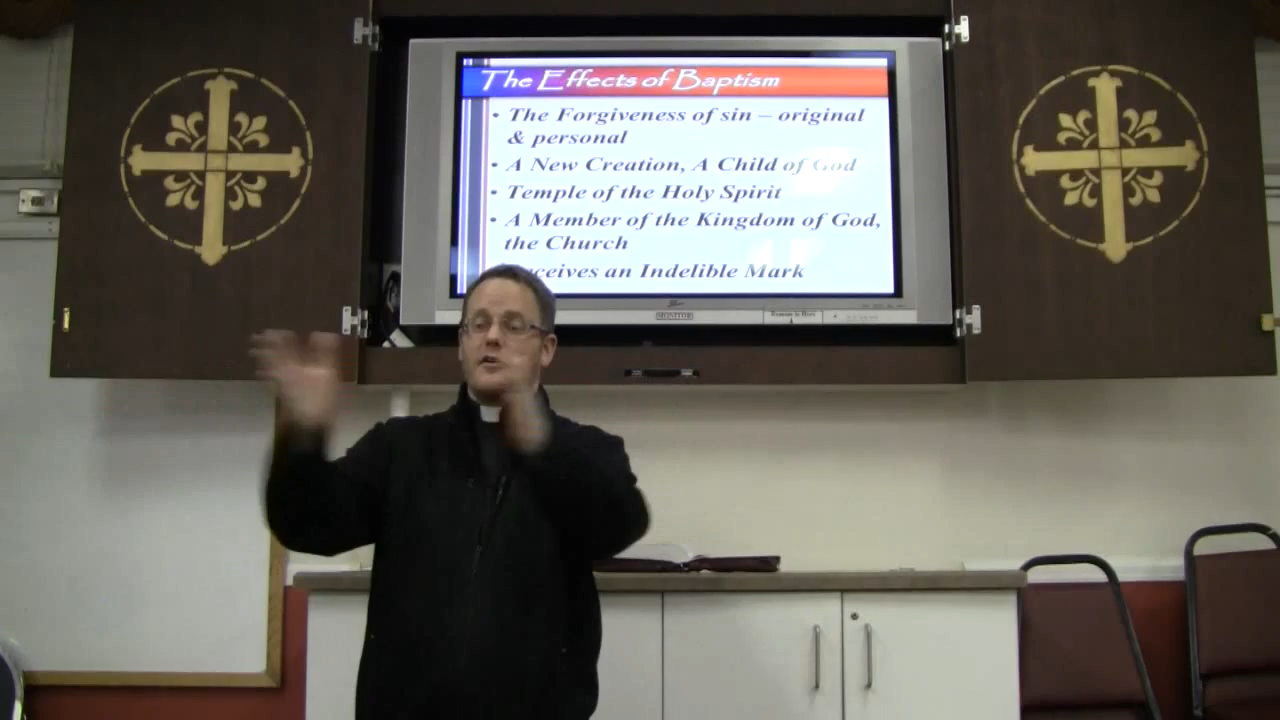 The Effects of Baptism
• The Forgiveness of sin – original
& personal
• A New Creation, A Child of God
• Temple of the Holy Spirit
• A Member of the Kingdom of God,
the Church
an Indelible Mark
MONITOR